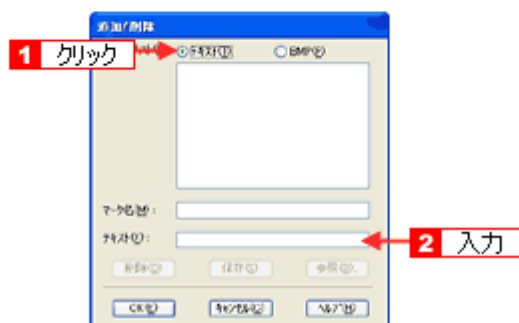 追加/削除
1 クリック テキスト(T) BMP(P)
マーク名(M):
テキスト(X):
2 入力
削除(D) 保存(S) 参照(R)...
OK(O) キャンセル(C) ヘルプ(H)